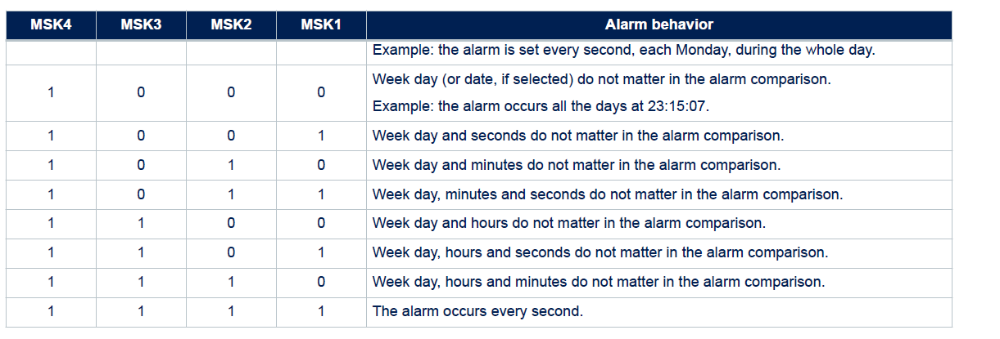 MSK4 MSK3 MSK2 MSK1 Alarm behavior
Example: the alarm is set every second, each Monday, during the whole day.
1 0 0 0 Week day (or date, if selected) do not matter in the alarm comparison.
Example: the alarm occurs all the days at 23:15:07.
1 0 0 1 Week day and seconds do not matter in the alarm comparison.
1 0 1 0 Week day and minutes do not matter in the alarm comparison.
1 0 1 1 Week day, minutes and seconds do not matter in the alarm comparison.
1 1 0 0 Week day and hours do not matter in the alarm comparison.
1 1 0 1 Week day, hours and seconds do not matter in the alarm comparison.
1 1 1 0 Week day, hours and minutes do not matter in the alarm comparison.
1 1 1 1 The alarm occurs every second.